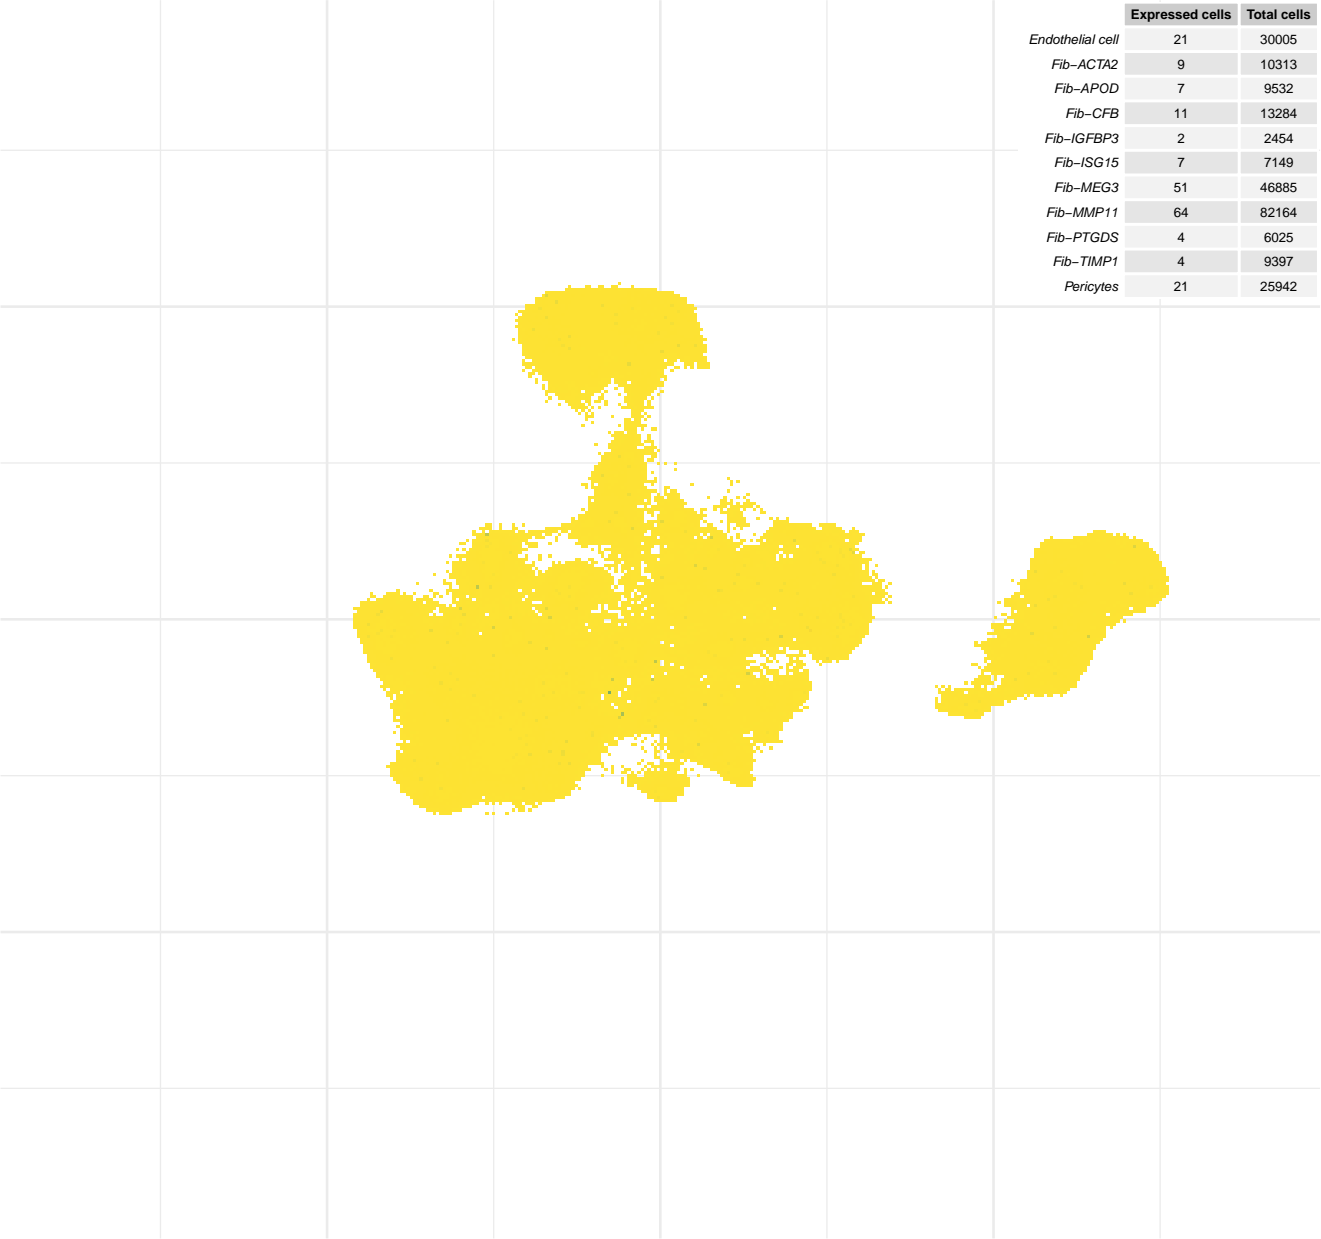 Expressed cells Total cells
Endothelial cell 21 30005
Fib−ACTA2 9 10313
Fib−APOD 7 9532
Fib−CFB 11 13284
Fib−IGFBP3 2 2454
Fib−ISG15 7 7149
Fib−MEG3 51 46885
Fib−MMP11 64 82164
Fib−PTGDS 4 6025
Fib−TIMP1 4 9397
Pericytes 21 25942